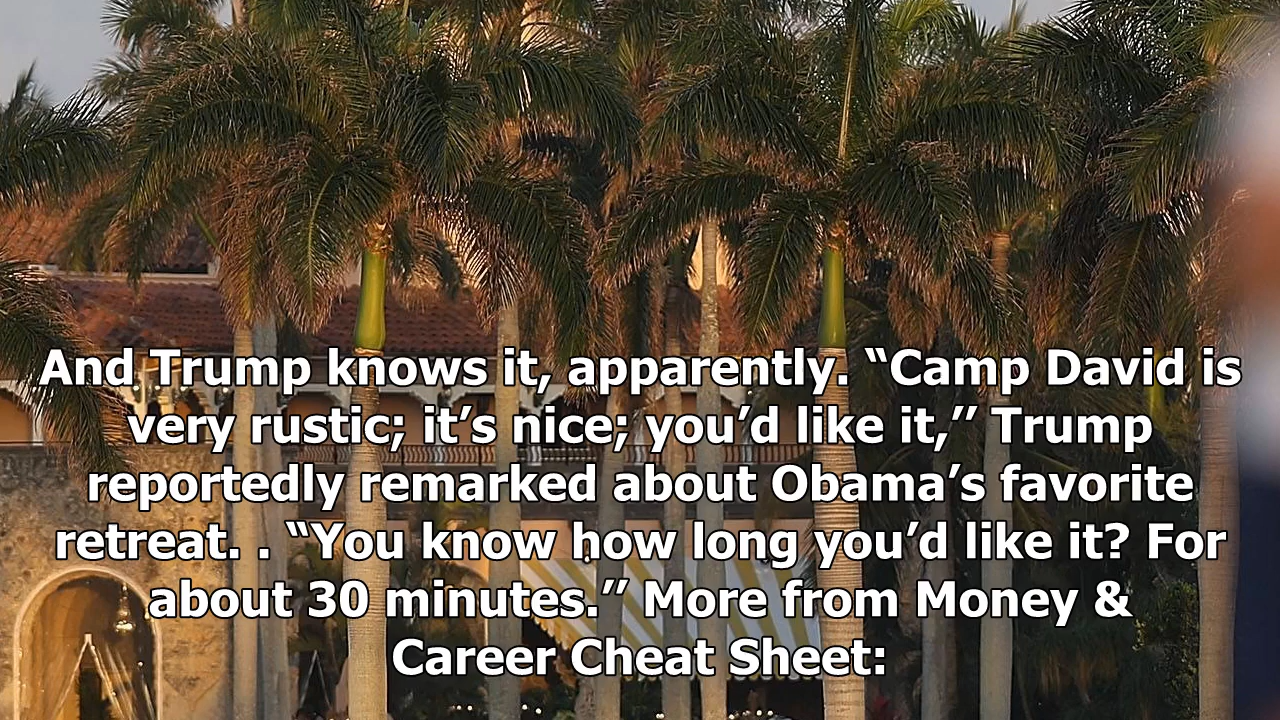 And Trump knows it, apparently. “Camp David is
very rustic; it’s nice; you’d like it,’’ Trump
reportedly remarked about Obama’s favorite
retreat. . “You know how long you’d like it? For
about 30 minutes.’’ More from Money &
Career Cheat Sheet: